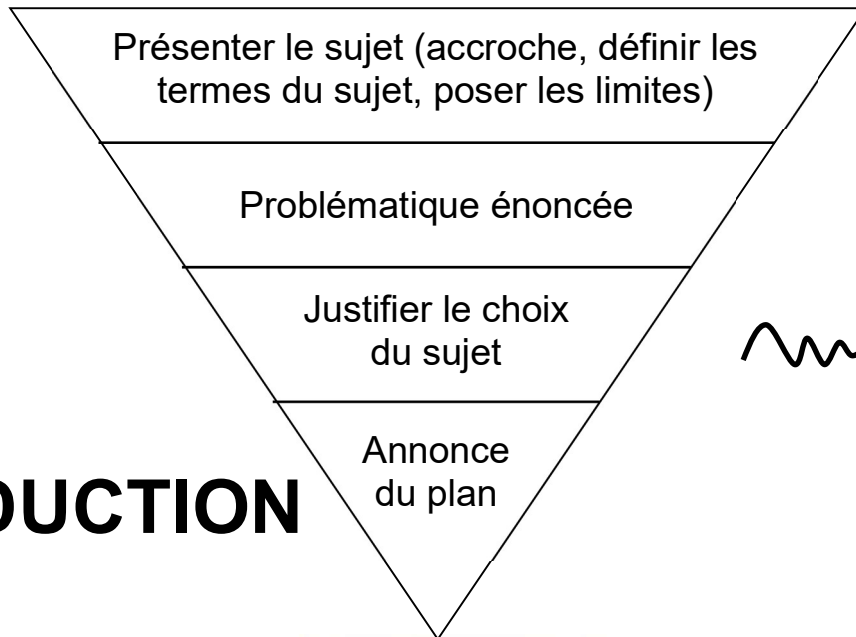 Présenter le sujet (accroche, définir les
termes du sujet, poser les limites)
Problématique énoncée
Justifier le choix
du sujet
Annonce
du plan
DUCTION